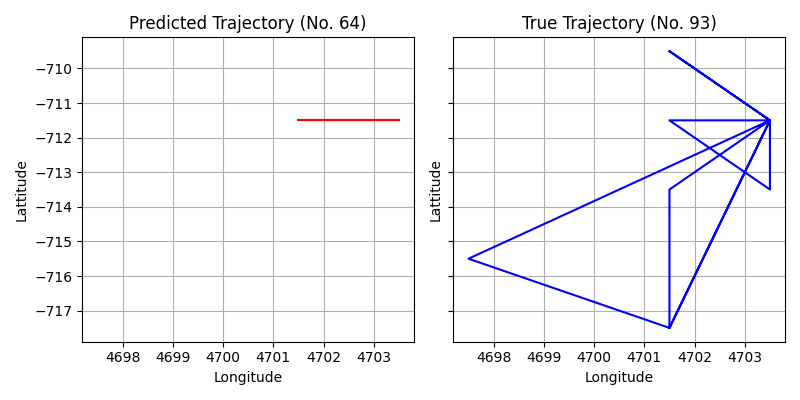 Predicted Trajectory (No. 64)
True Trajectory (No. 93)
Lattitude
−710
−711
−712
−713
−714
−715
−716
−717
4698 4699 4700 4701 4702 4703
Longitude
Lattitude
4698 4699 4700 4701 4702 4703
Longitude